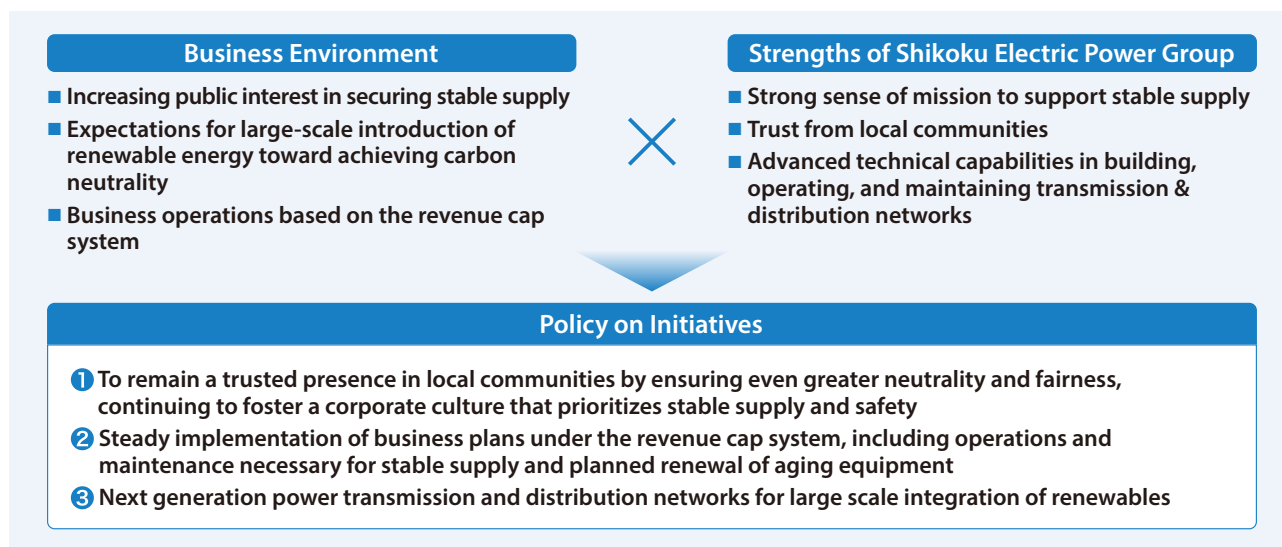 Business Environment
■ Increasing public interest in securing stable supply
■ Expectations for large-scale introduction of
renewable energy toward achieving carbon
neutrality
■ Business operations based on the revenue cap
system
Strengths of Shikoku Electric Power Group
■ Strong sense of mission to support stable supply
■ Trust from local communities
■ Advanced technical capabilities in building,
operating, and maintaining transmission &
distribution networks
Policy on Initiatives
❶ To remain a trusted presence in local communities by ensuring even greater neutrality and fairness,
continuing to foster a corporate culture that prioritizes stable supply and safety
❷ Steady implementation of business plans under the revenue cap system, including operations and
maintenance necessary for stable supply and planned renewal of aging equipment
❸ Next generation power transmission and distribution networks for large scale integration of renewables